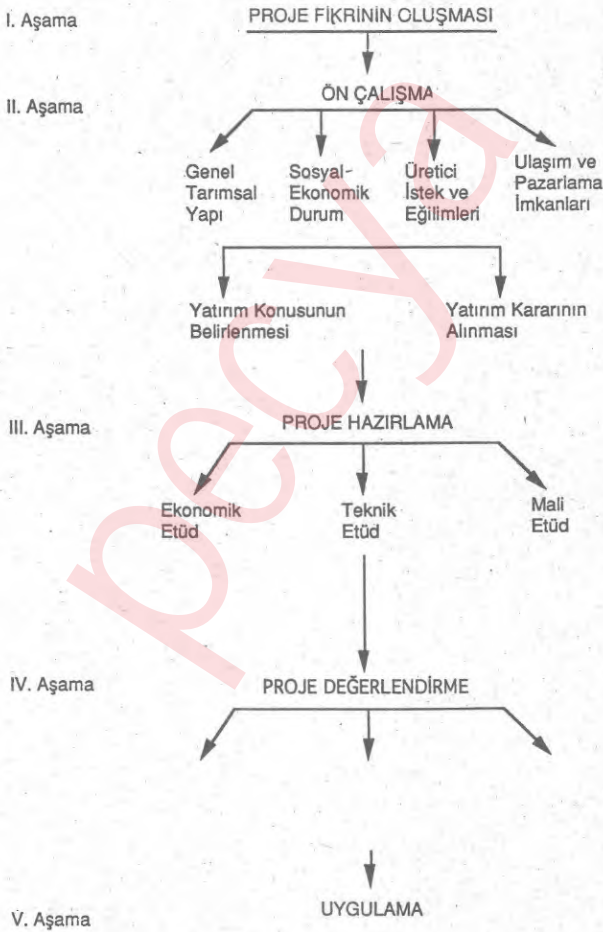 I. Aşama
PROJE FİKRİNİN OLUŞMASI
II. Aşama
ÖN ÇALIŞMA
Genel
Tarımsal
Yapı
Sosyal-
Ekonomik
Durum
Üretici
İstek ve
Eğilimleri
Ulaşım ve
Pazarlama
İmkanları
Yatırım Konusunun
Belirlenmesi
Yatırım Kararının
Alınması
III. Aşama
PROJE HAZIRLAMA
Ekonomik
Etüd
Teknik
Etüd
Mali
Etüd
IV. Aşama
PROJE DEĞERLENDİRME
V. Aşama
UYGULAMA
pecya